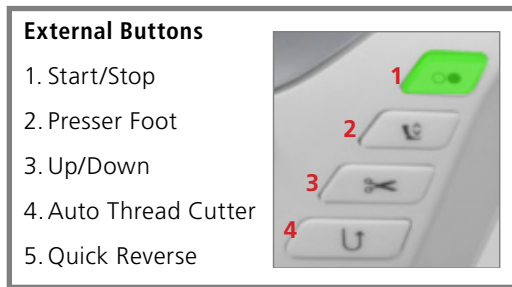 External Buttons
1. Start/Stop
2. Presser Foot
3. Up/Down
4. Auto Thread Cutter
5. Quick Reverse
1
2
3
4